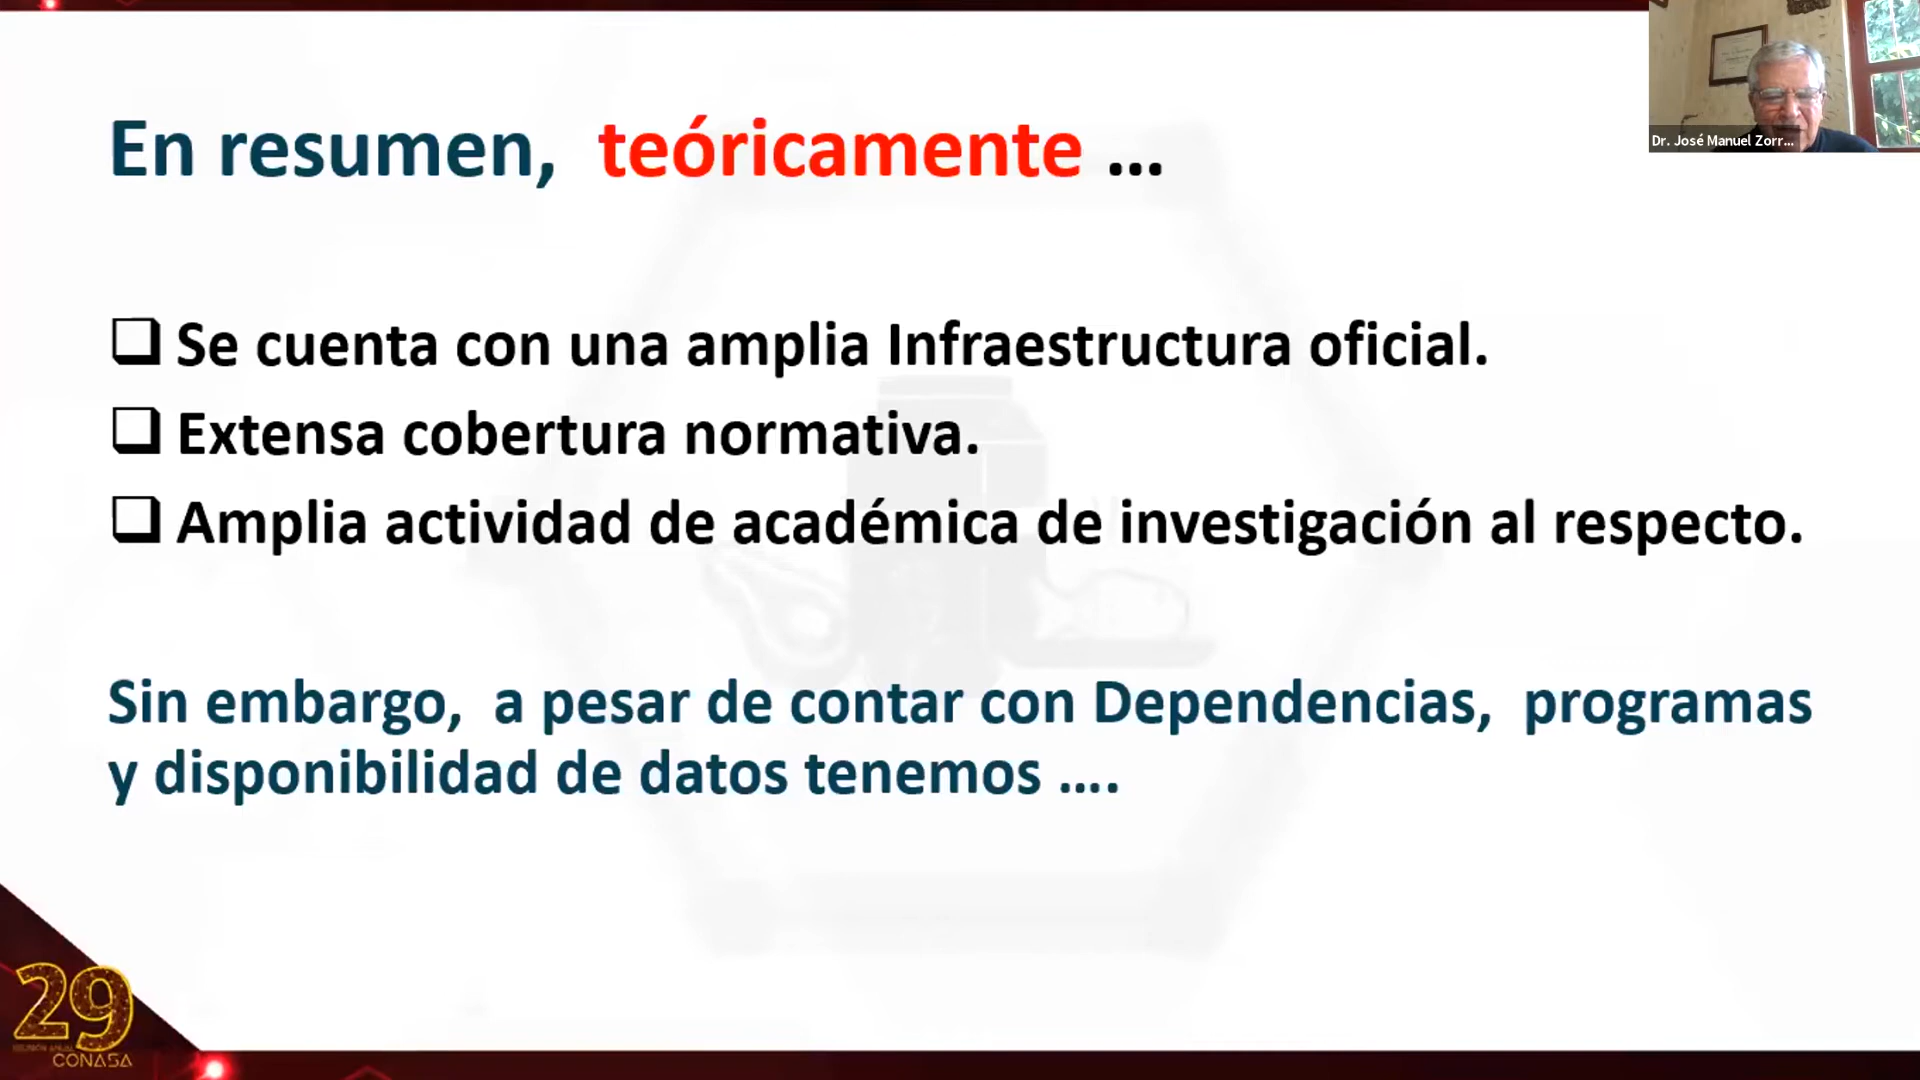 Dr. José Manuel Zorr...
En resumen, teóricamente ...
❑ Se cuenta con una amplia Infraestructura oficial.
❑ Extensa cobertura normativa.
❑ Amplia actividad de académica de investigación al respecto.
Sin embargo, a pesar de contar con Dependencias, programas
y disponibilidad de datos tenemos ....
29
REUNIÓN ANUAL
CONASA